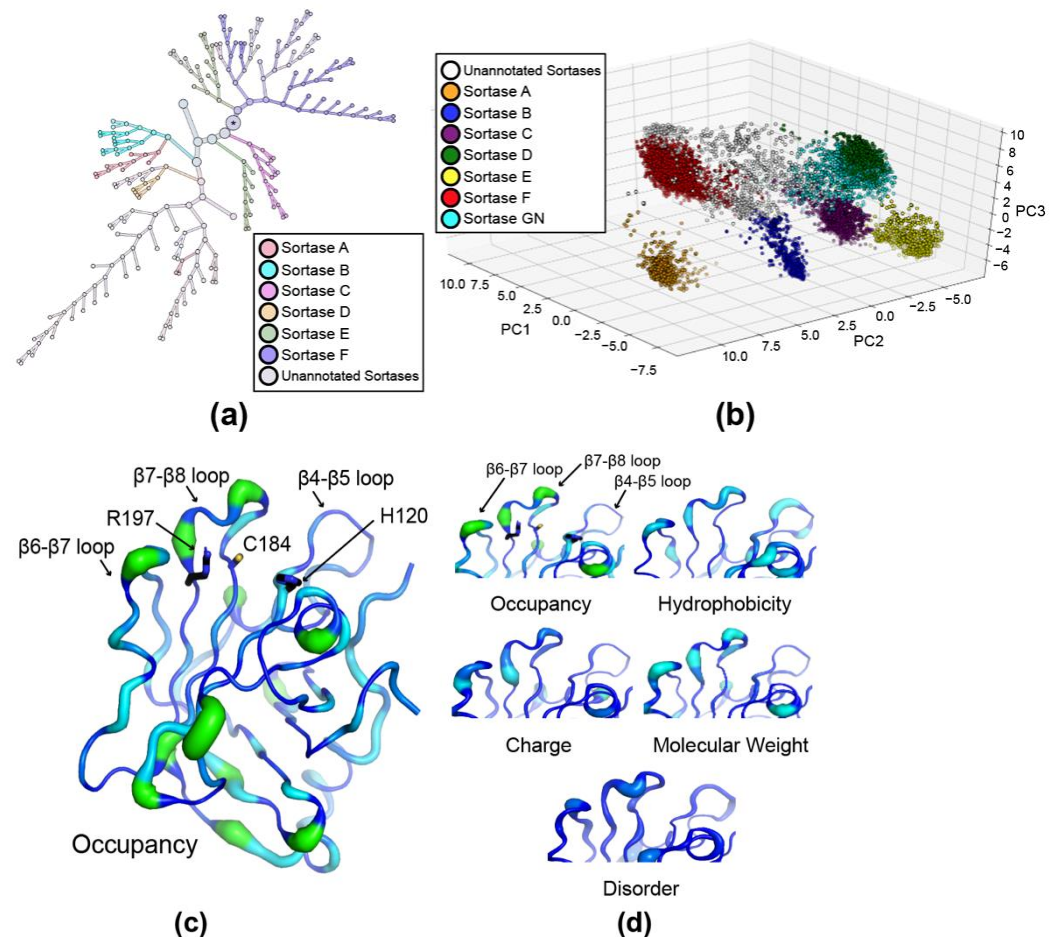 *
Sortase A
Sortase B
Sortase C
Sortase D
Sortase E
Sortase F
Unannotated Sortases
(a)
Unannotated Sortases
Sortase A
Sortase B
Sortase C
Sortase D
Sortase E
Sortase F
Sortase GN
10
8
6
4
2
0
−2
−4
−6
PC3
10.0
7.5
5.0
2.5
0.0
−2.5
−5.0
−7.5
PC1
10.0
7.5
5.0
2.5
0.0
−2.5
−5.0
PC2
(b)
β7-β8 loop
β4-β5 loop
R197
H120
C184
β6-β7 loop
Occupancy
(c)
β6-β7 loop
β7-β8 loop
β4-β5 loop
Occupancy
Hydrophobicity
Charge
Molecular Weight
Disorder
(d)